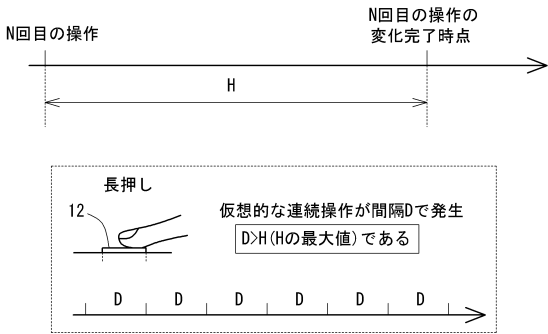 N回目の操作
N回目の操作の
変化完了時点
H
長押し
12
仮想的な連続操作が間隔Dで発生
D>H(Hの最大値)である
D D D D D D